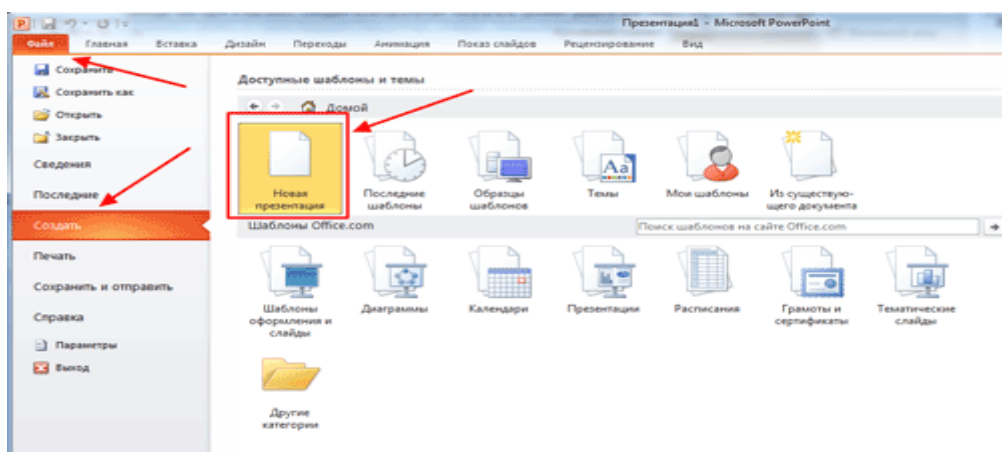 Презентация1 - Microsoft PowerPoint
Файл Главная Вставка Дизайн Переходы Анимация Показ слайдов Рецензирование Вид
Сохранить
Сохранить как
Открыть
Закрыть
Сведения
Последние
Создать
Печать
Сохранить и отправить
Справка
Параметры
Выход
Доступные шаблоны и темы
Домой
Новая
презентация
Последние
шаблоны
Образцы
шаблонов
Aa
Темы
Мои шаблоны
Из существую-
щего документа
Шаблоны Office.com
Поиск шаблонов на сайте Office.com
Шаблоны
оформления и
слайды
Диаграммы
Календари
Презентации
Расписания
Грамоты и
сертификаты
Тематические
слайды
Другие
категории